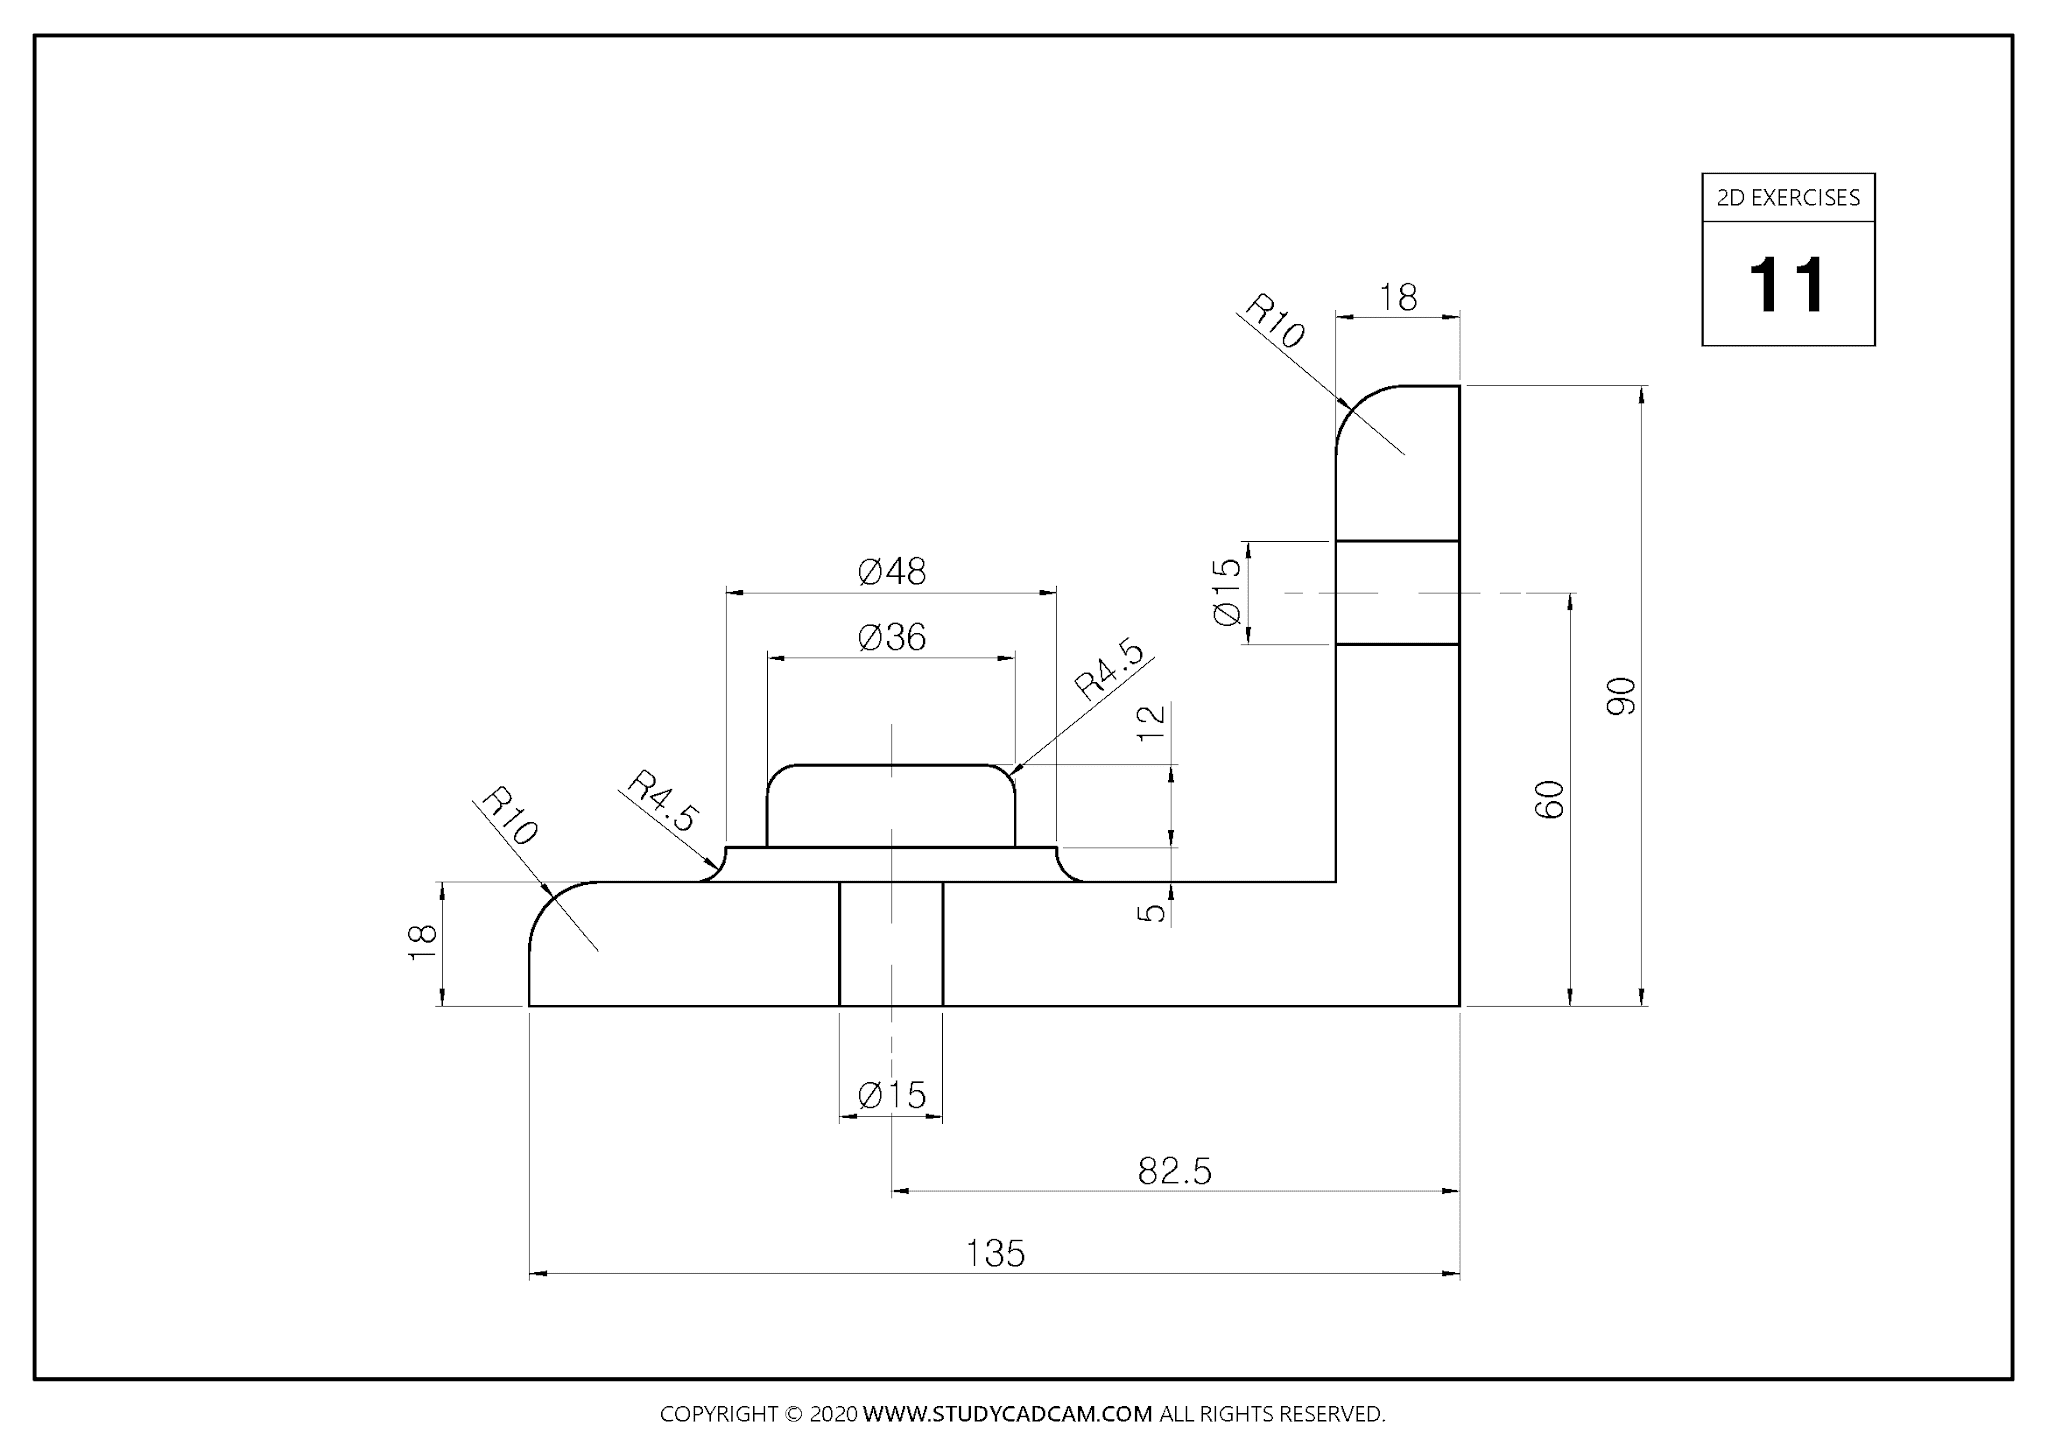 2D EXERCISES
11
18
R10
Ø48
Ø15
Ø36
R4.5
90
12
60
R4.5
R10
5
18
Ø15
82.5
135
COPYRIGHT © 2020 WWW.STUDYCADCAM.COM ALL RIGHTS RESERVED.